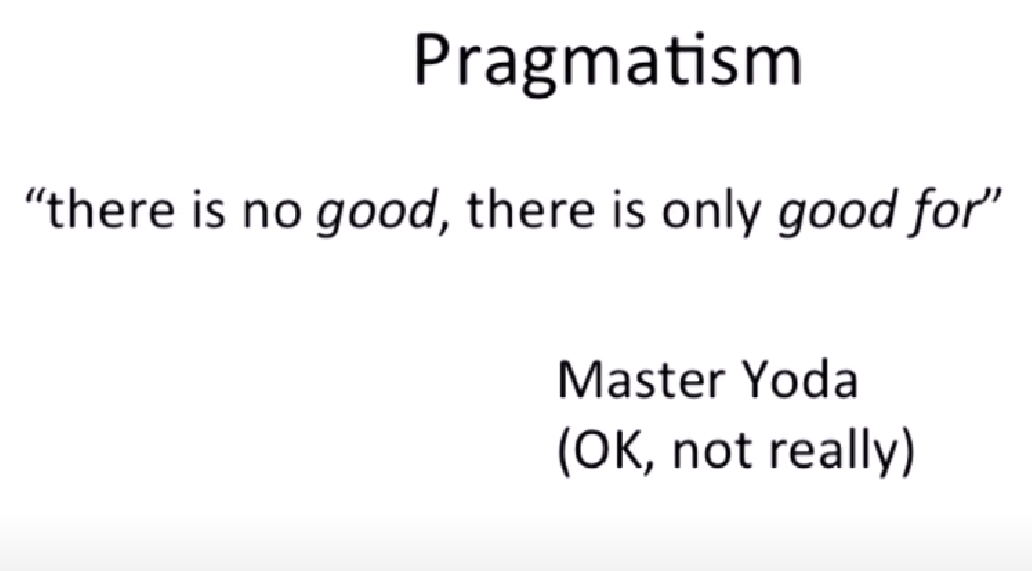 Pragmatism
“there is no good, there is only good for”
Master Yoda
(OK, not really)